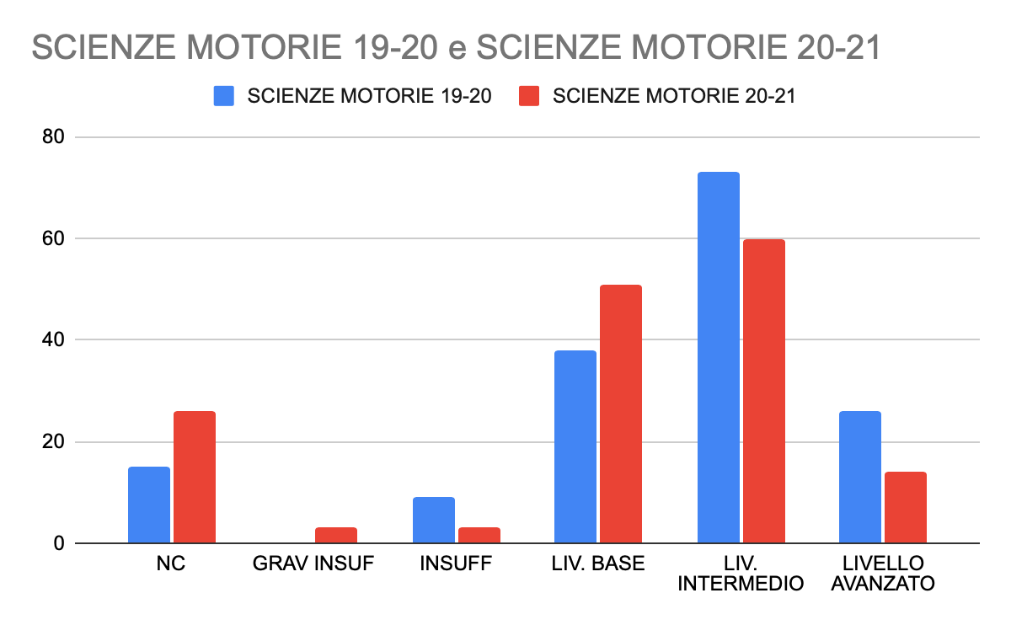 SCIENZE MOTORIE 19-20 e SCIENZE MOTORIE 20-21
SCIENZE MOTORIE 19-20 SCIENZE MOTORIE 20-21
80
60
40
20
0
NC GRAV INSUF INSUFF LIV. BASE LIV. LIVELLO
INTERMEDIO AVANZATO